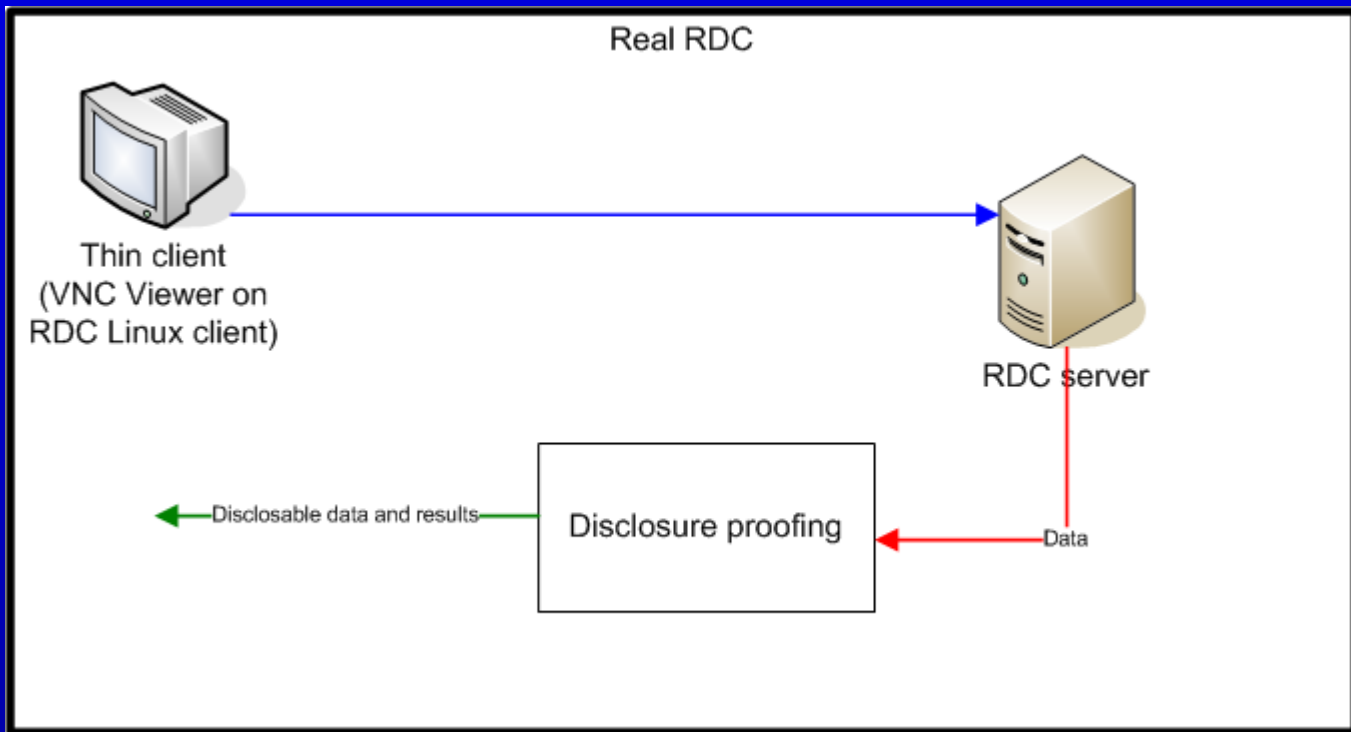 Real RDC
Thin client
(VNC Viewer on
RDC Linux client)
RDC server
Disclosable data and results
Disclosure proofing
Data